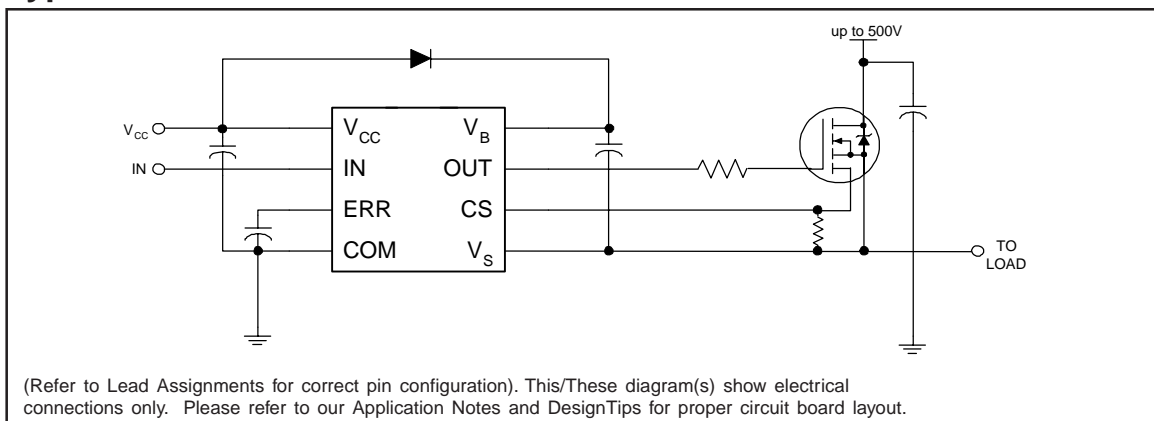 up to 500V
V_CC
IN
V_CC V_B
IN OUT
ERR CS
COM V_S
TO
LOAD
(Refer to Lead Assignments for correct pin configuration). This/These diagram(s) show electrical
connections only. Please refer to our Application Notes and DesignTips for proper circuit board layout.